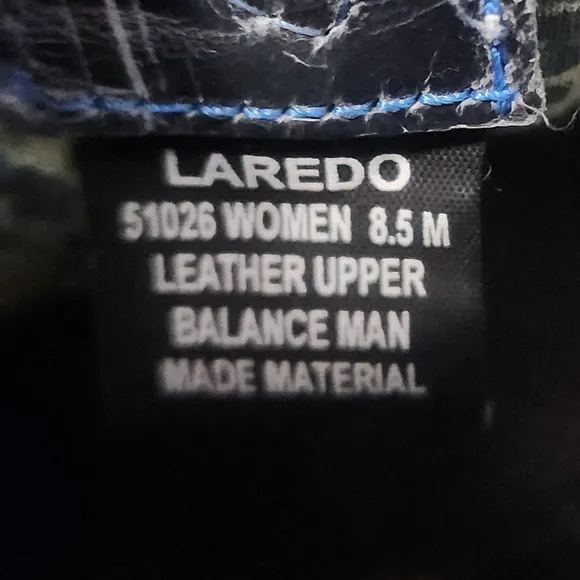 LAREDO
51026 WOMEN 8.5 M
LEATHER UPPER
BALANCE MAN
MADE MATERIAL